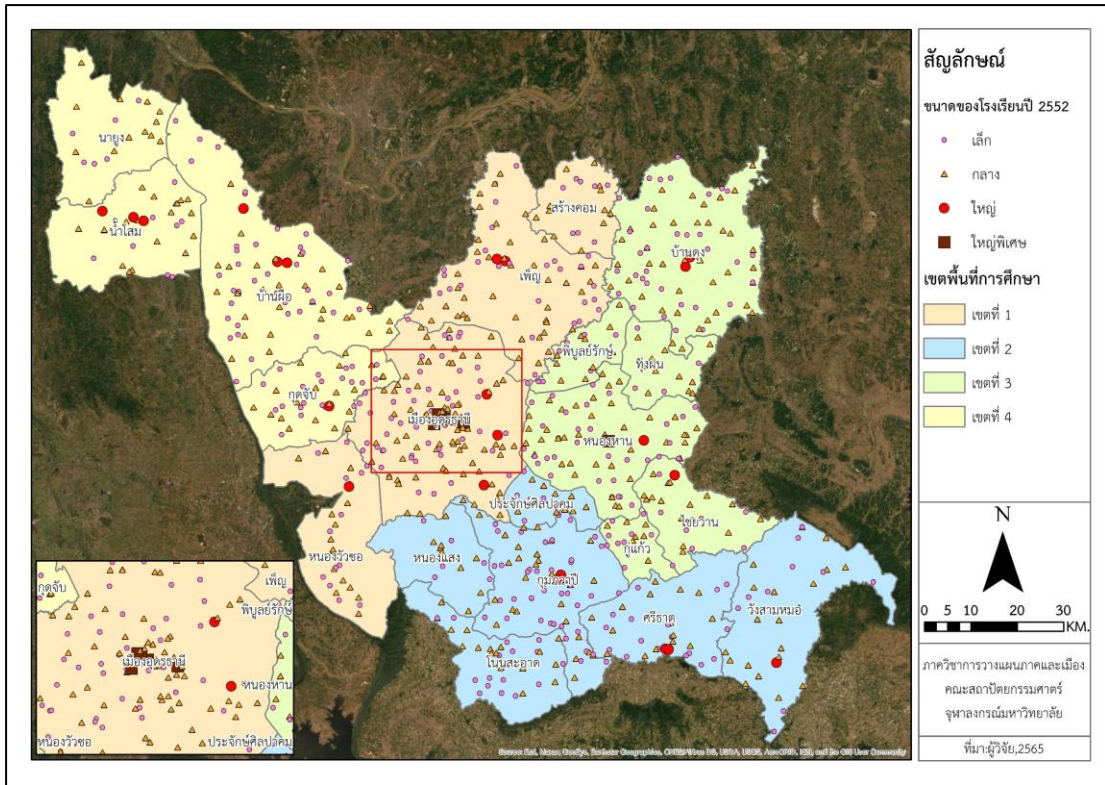 นายูง
น้ำโสม
บ้านผือ
กุดจับ
สร้างคอม
เพ็ญ
บ้านดุง
พิบูลย์รักษ์
ทุ่งฝน
เมืองอุดรธานี
หนองหาน
ไชยวาน
ประจักษ์ศิลปาคม
กู่แก้ว
หนองวัวซอ
หนองแสง
กุมภวาปี
ศรีธาตุ
วังสามหมอ
โนนสะอาด
กุดจับ
เพ็ญ
พิบูลย์รักษ์
เมืองอุดรธานี
หนองหาน
หนองวัวซอ
ประจักษ์ศิลปาคม
สัญลักษณ์
ขนาดของโรงเรียนปี 2552
เล็ก
กลาง
ใหญ่
ใหญ่พิเศษ
เขตพื้นที่การศึกษา
เขตที่ 1
เขตที่ 2
เขตที่ 3
เขตที่ 4
N
0 5 10 20 30
KM.
ภาควิชาการวางแผนภาคและเมือง
คณะสถาปัตยกรรมศาตร์
จุฬาลงกรณ์มหาวิทยาลัย
ที่มา:ผู้วิจัย,2565